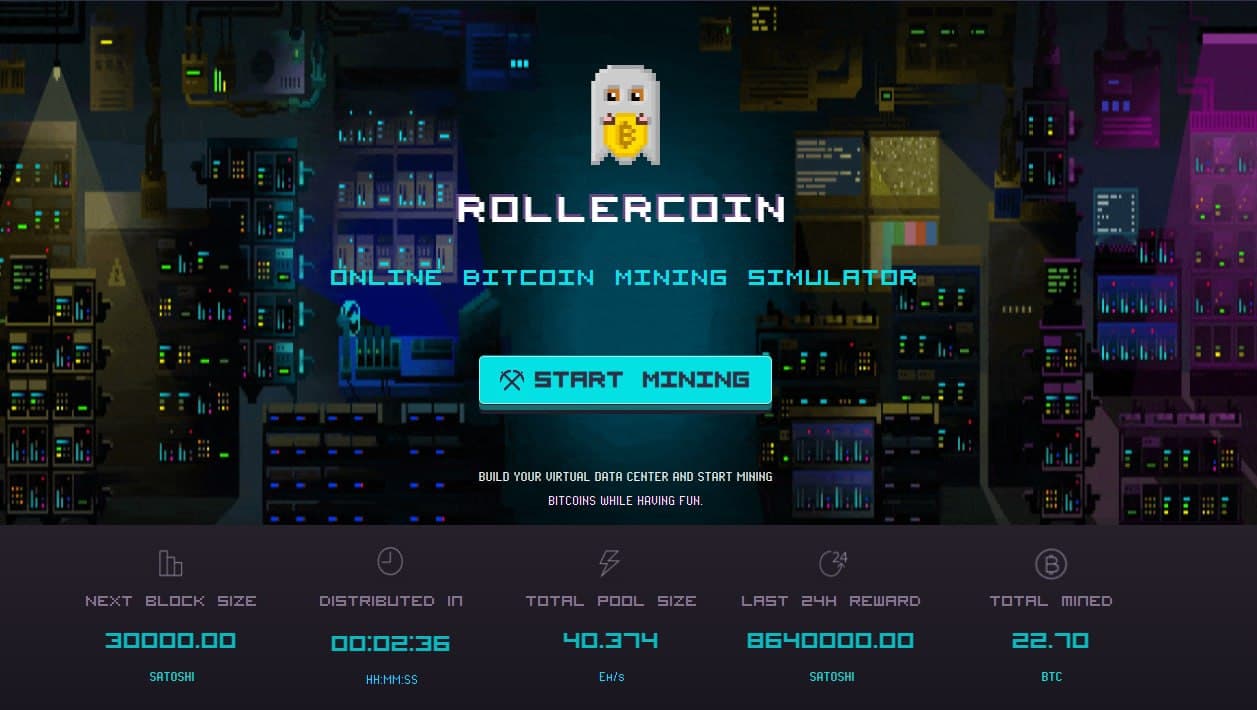 ROLLERCOIN
ONLINE BITCOIN MINING SIMULATOR
START MINING
BUILD YOUR VIRTUAL DATA CENTER AND START MINING
BITCOINS WHILE HAVING FUN.
24
NEXT BLOCK SIZE DISTRIBUTED IN TOTAL POOL SIZE LAST 24H REWARD TOTAL MINED
30000.00 00:02:36 40.374 8640000.00 22.70
SATOSHI HH:MM:SS EH/S SATOSHI BTC